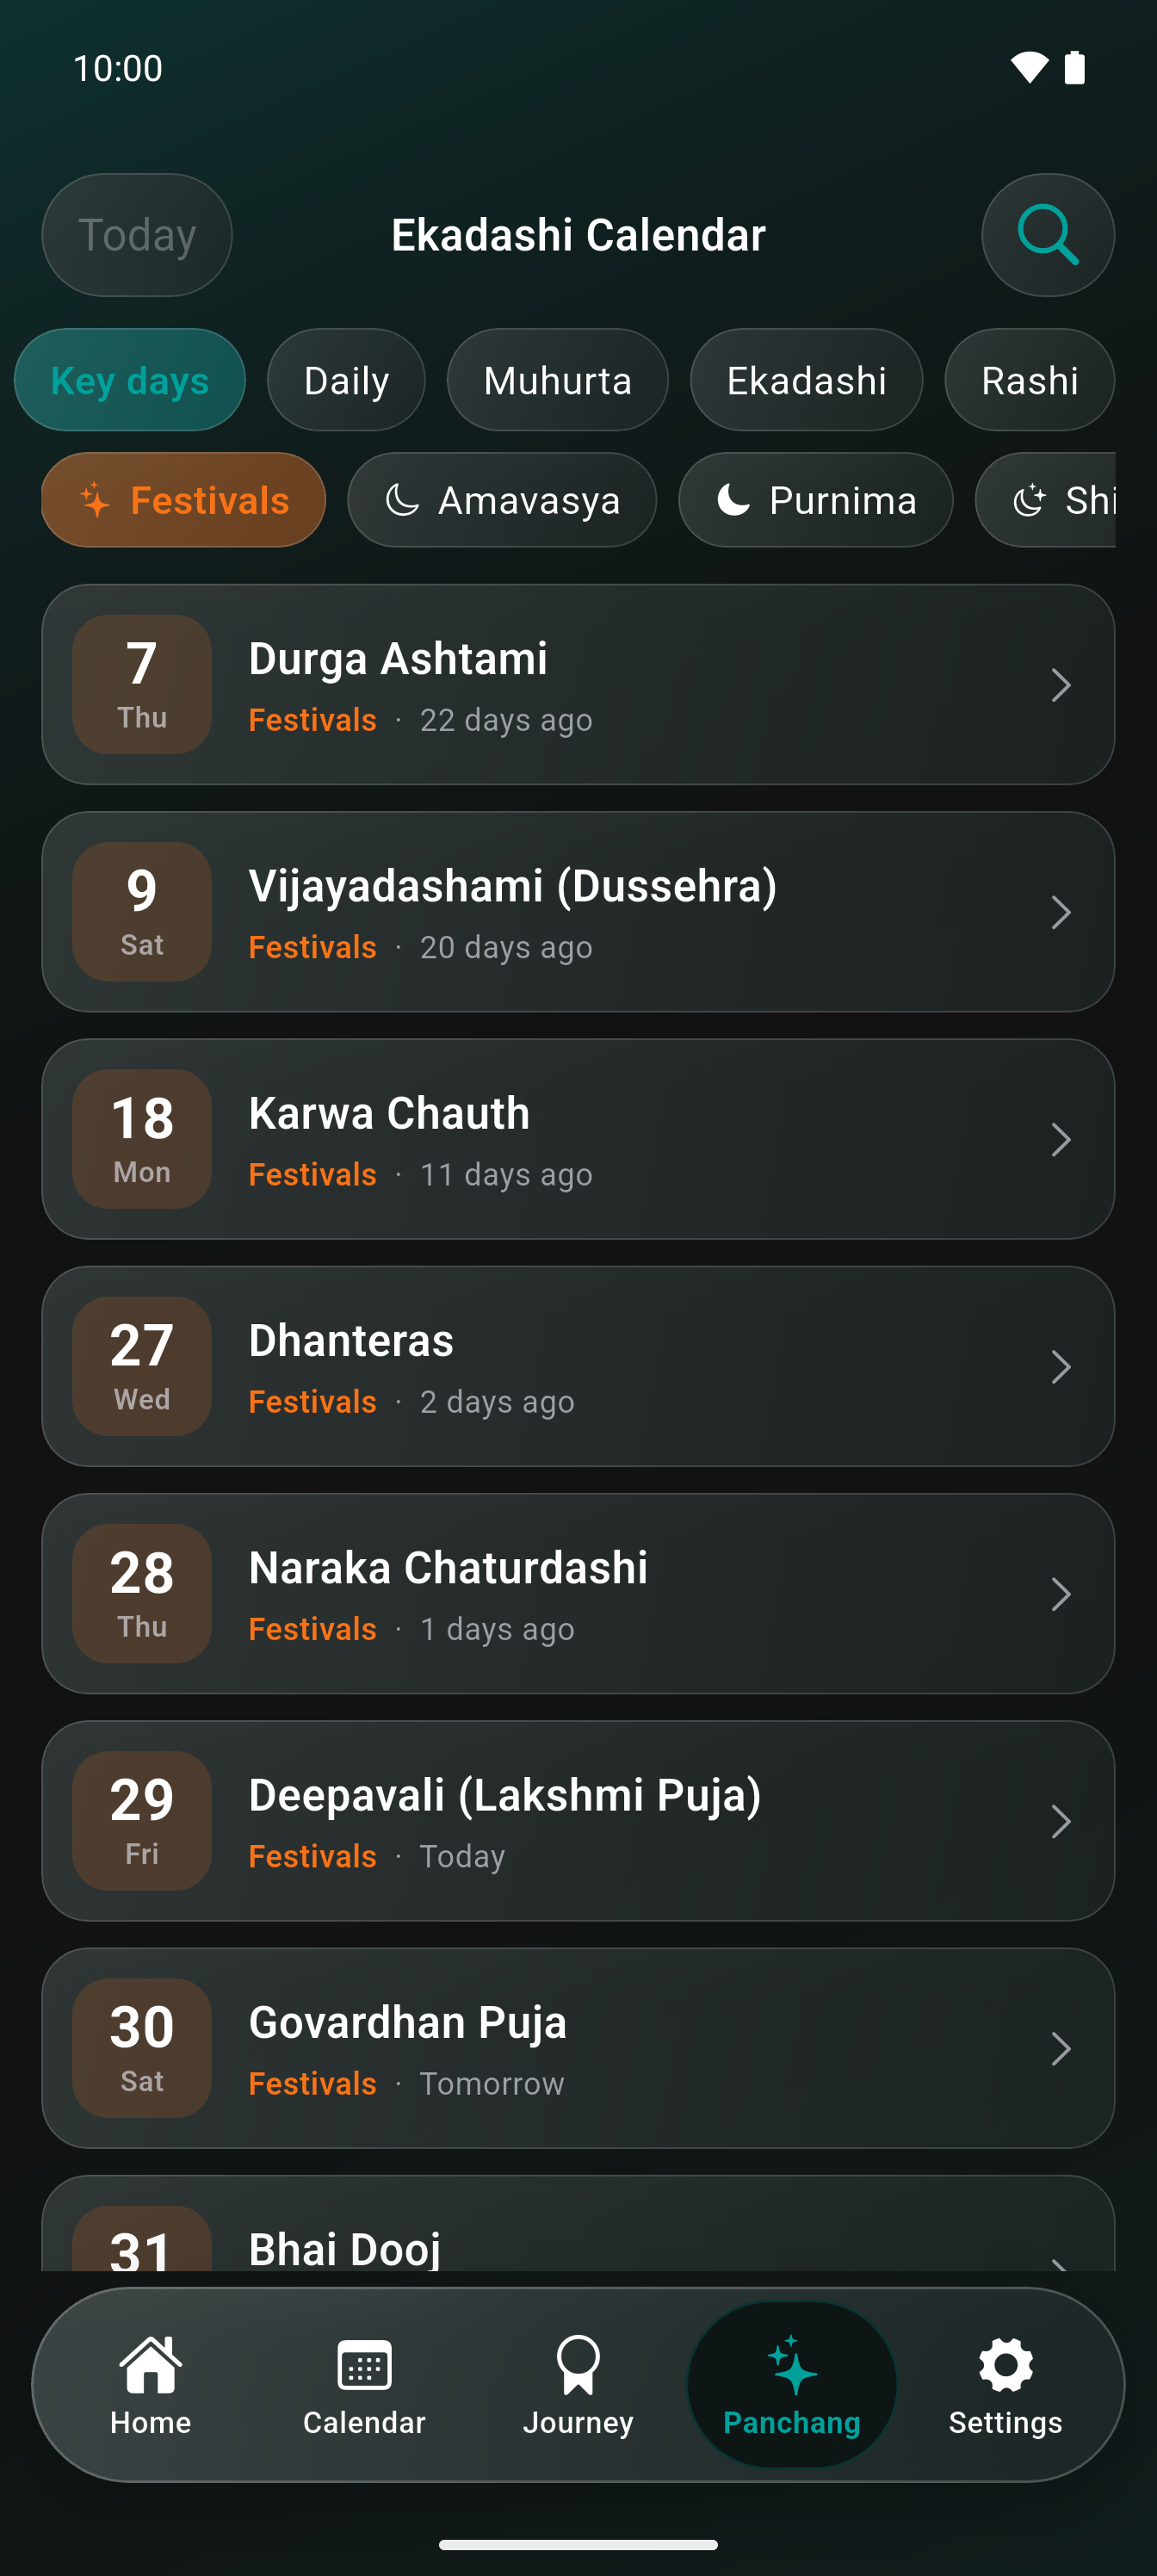 10:00
Today
Ekadashi Calendar
Key days
Daily
Muhurta
Ekadashi
Rashi
Festivals
Amavasya
Purnima
Shi
7
Thu
Durga Ashtami
Festivals · 22 days ago
9
Sat
Vijayadashami (Dussehra)
Festivals · 20 days ago
18
Mon
Karwa Chauth
Festivals · 11 days ago
27
Wed
Dhanteras
Festivals · 2 days ago
28
Thu
Naraka Chaturdashi
Festivals · 1 days ago
29
Fri
Deepavali (Lakshmi Puja)
Festivals · Today
30
Sat
Govardhan Puja
Festivals · Tomorrow
31
Bhai Dooj
Home
Calendar
Journey
Panchang
Settings